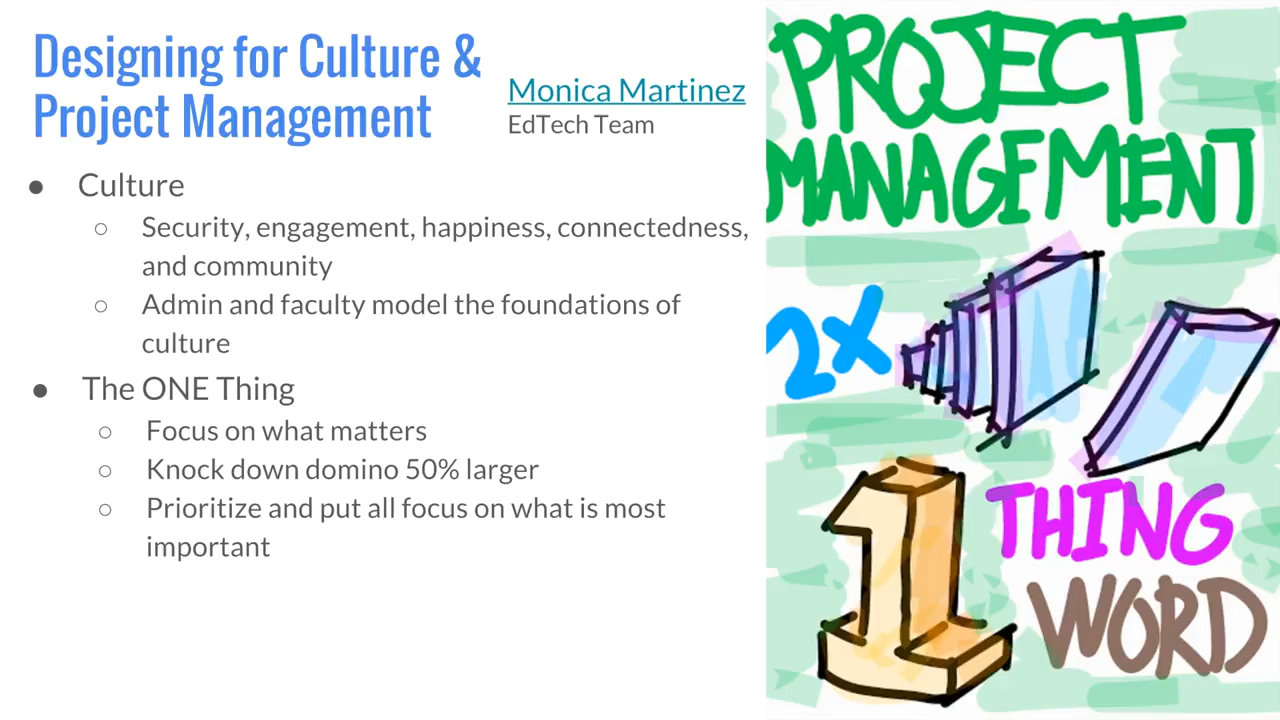 Designing for Culture &
Project Management
Monica Martinez
EdTech Team
● Culture
○ Security, engagement, happiness, connectedness,
and community
○ Admin and faculty model the foundations of
culture
● The ONE Thing
○ Focus on what matters
○ Knock down domino 50% larger
○ Prioritize and put all focus on what is most
important
PROJECT
MANAGEMENT
2X
1 THING
WORD